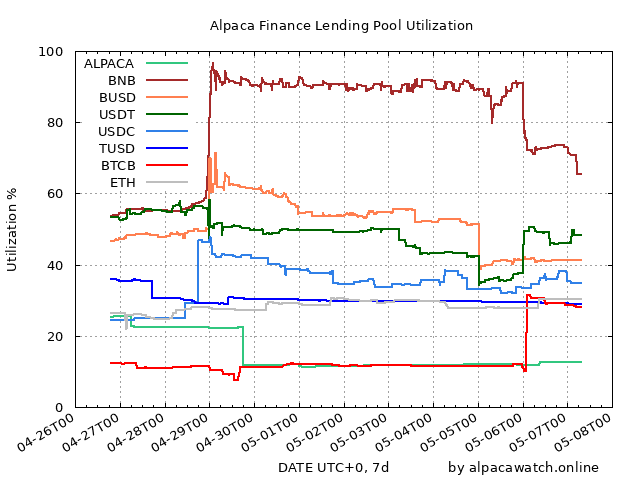 Alpaca Finance Lending Pool Utilization
100
80
60
40
20
0
Utilization %
ALPACA
BNB
BUSD
USDT
USDC
TUSD
BTCB
ETH
04-26T00
04-27T00
04-28T00
04-29T00
04-30T00
05-01T00
05-02T00
05-03T00
05-04T00
05-05T00
05-06T00
05-07T00
05-08T00
DATE UTC+0, 7d
by alpacawatch.online